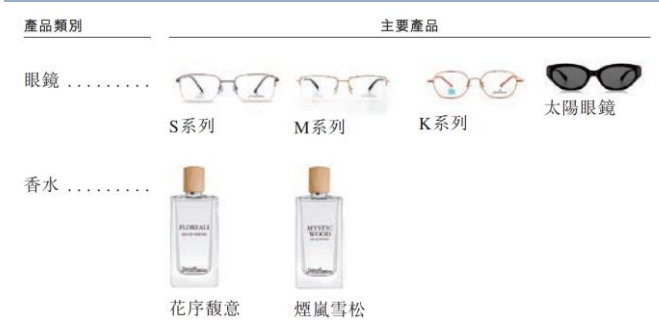 產品類別 主要產品
眼鏡 .........
S系列 M系列 K系列 太陽眼鏡
香水 .........
FLOREALI MYSTIC
WOOD
花序馥意 煙嵐雪松